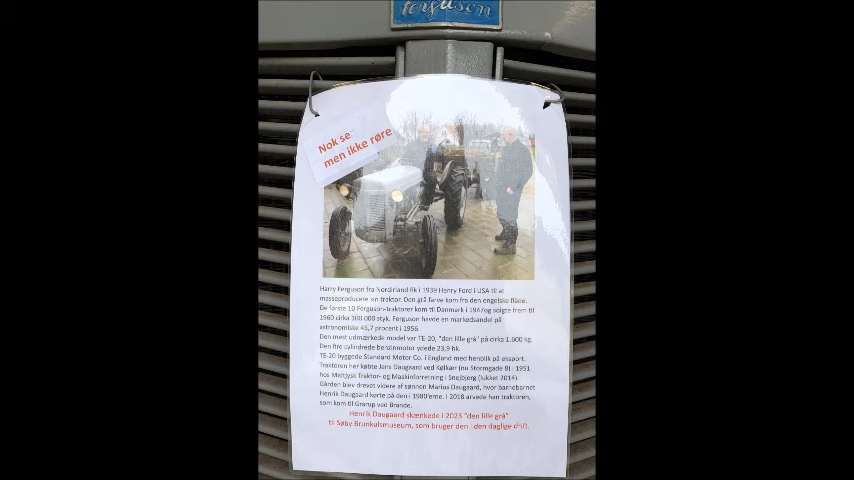 ferguson
Nok se
men ikke røre
Harry Ferguson fra Nordirland fik i 1939 Henry Ford i USA til at
masseproducere sin traktor. Den grå farve kom fra den engelske flåde.
De første 10 Ferguson-traktorer kom til Danmark i 1947og solgte frem til
1960 cirka 100.000 styk. Ferguson havde en markedsandel på
astronomiske 45,7 procent i 1956.
Den mest udmærkede model var TE-20, "den lille grå" på cirka 1.600 kg.
Den fire cylindrede benzinmotor ydede 23,9 hk.
TE-20 byggede Standard Motor Co. i England med henblik på eksport.
Traktoren her købte Jens Daugaard ved Kølkær (nu Stormgade 8) i 1951
hos Midtjysk Traktor- og Maskinforretning i Snejbjerg (lukket 2014).
Gården blev drevet videre af sønnen Marius Daugaard, hvor barnebarnet
Henrik Daugaard kørte på den i 1980'erne. I 2018 arvede han traktoren,
som kom til Grarup ved Brande.
Henrik Daugaard skænkede i 2023 "den lille grå"
til Søby Brunkulsmuseum, som bruger den i den daglige drift.